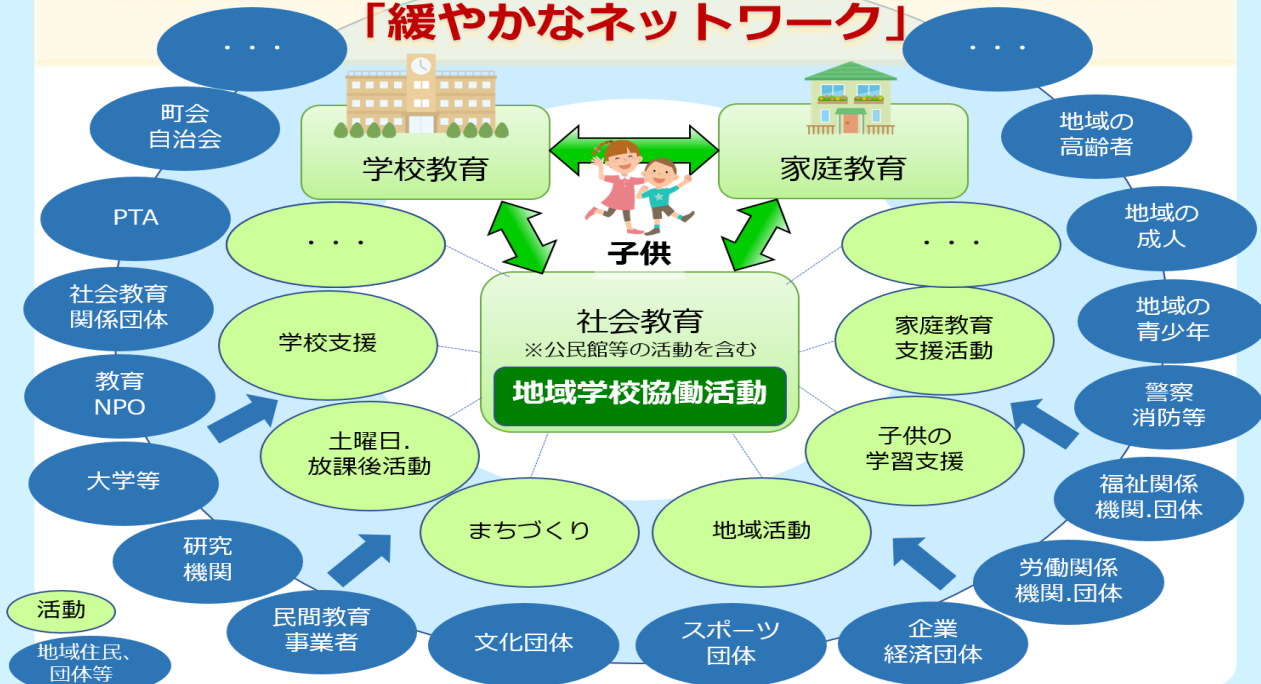 「緩やかなネットワーク」
・・・
・・・
町会
自治会
学校教育
家庭教育
地域の
高齢者
PTA
・・・
子供
・・・
地域の
成人
社会教育
関係団体
学校支援
社会教育
※公民館等の活動を含む
地域学校協働活動
家庭教育
支援活動
地域の
青少年
教育
NPO
警察
消防等
土曜日.
放課後活動
子供の
学習支援
大学等
福祉関係
機関.団体
まちづくり
地域活動
研究
機関
労働関係
機関.団体
民間教育
事業者
文化団体
スポーツ
団体
企業
経済団体
活動
地域住民、
団体等